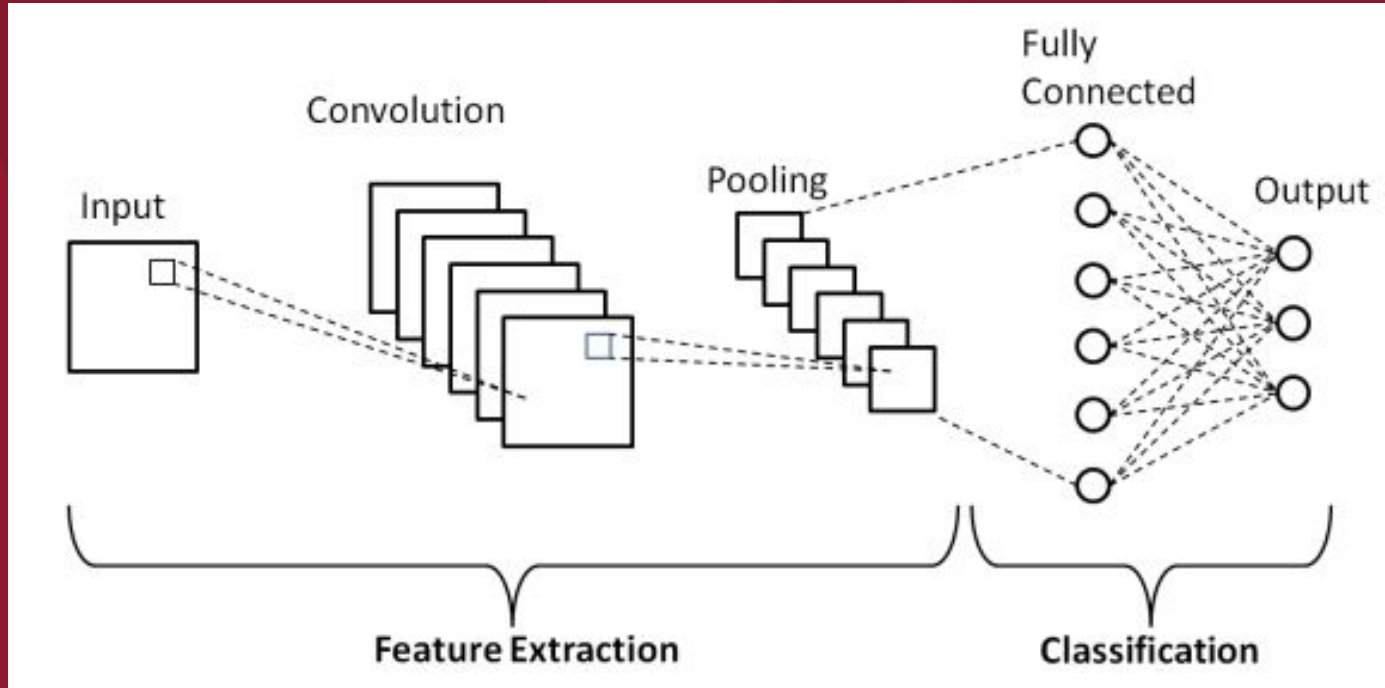 Input
Convolution
Pooling
Fully
Connected
Output
Feature Extraction
Classification